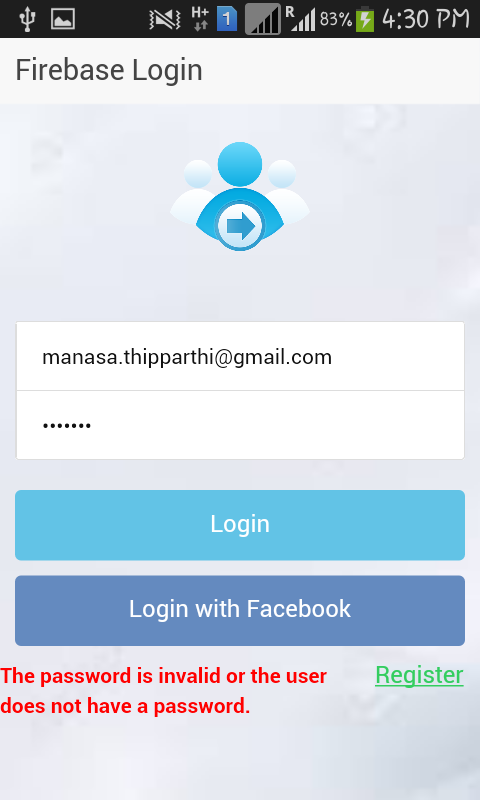 H+ 1 R 83% 4:30 PM
Firebase Login
manasa.thipparthi@gmail.com
•••••••
Login
Login with Facebook
The password is invalid or the user
does not have a password.
Register